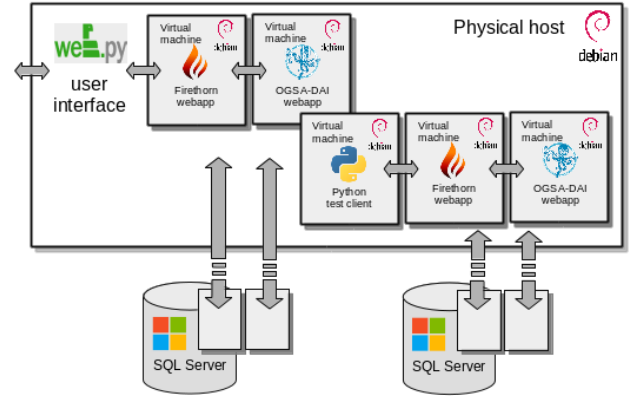 Physical host
debian
we .py
user
interface
Virtual
machine
debian
Firethorn
webapp
Virtual
machine
debian
OGSA-DAI
webapp
Virtual
machine
debian
Python
test client
Virtual
machine
debian
Firethorn
webapp
Virtual
machine
debian
OGSA-DAI
webapp
SQL Server
SQL Server